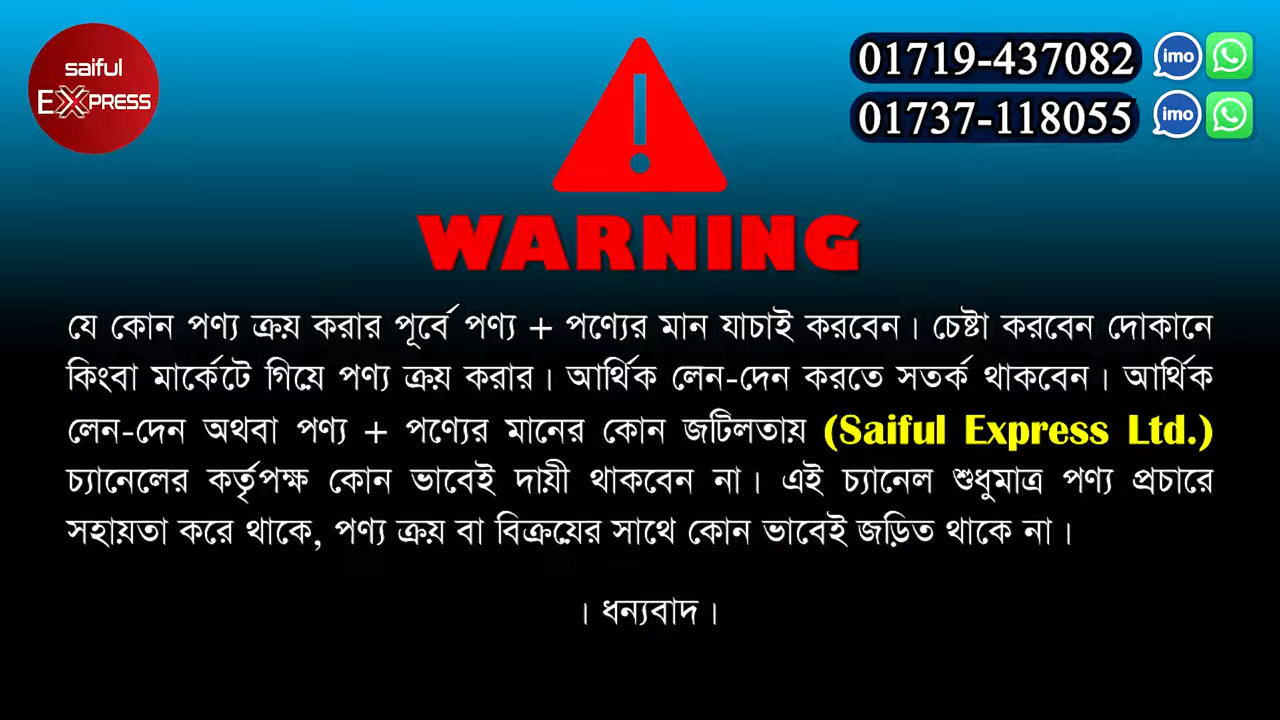 saiful
EXPRESS
01719-437082 imo
01737-118055 imo
WARNING
যে কোন পণ্য ক্রয় করার পূর্বে পণ্য + পণ্যের মান যাচাই করবেন। চেষ্টা করবেন দোকানে
কিংবা মার্কেটে গিয়ে পণ্য ক্রয় করার। আর্থিক লেন-দেন করতে সতর্ক থাকবেন। আর্থিক
লেন-দেন অথবা পণ্য + পণ্যের মানের কোন জটিলতায় (Saiful Express Ltd.)
চ্যানেলের কর্তৃপক্ষ কোন ভাবেই দায়ী থাকবেন না। এই চ্যানেল শুধুমাত্র পণ্য প্রচারে
সহায়তা করে থাকে, পণ্য ক্রয় বা বিক্রয়ের সাথে কোন ভাবেই জড়িত থাকে না।
। ধন্যবাদ।